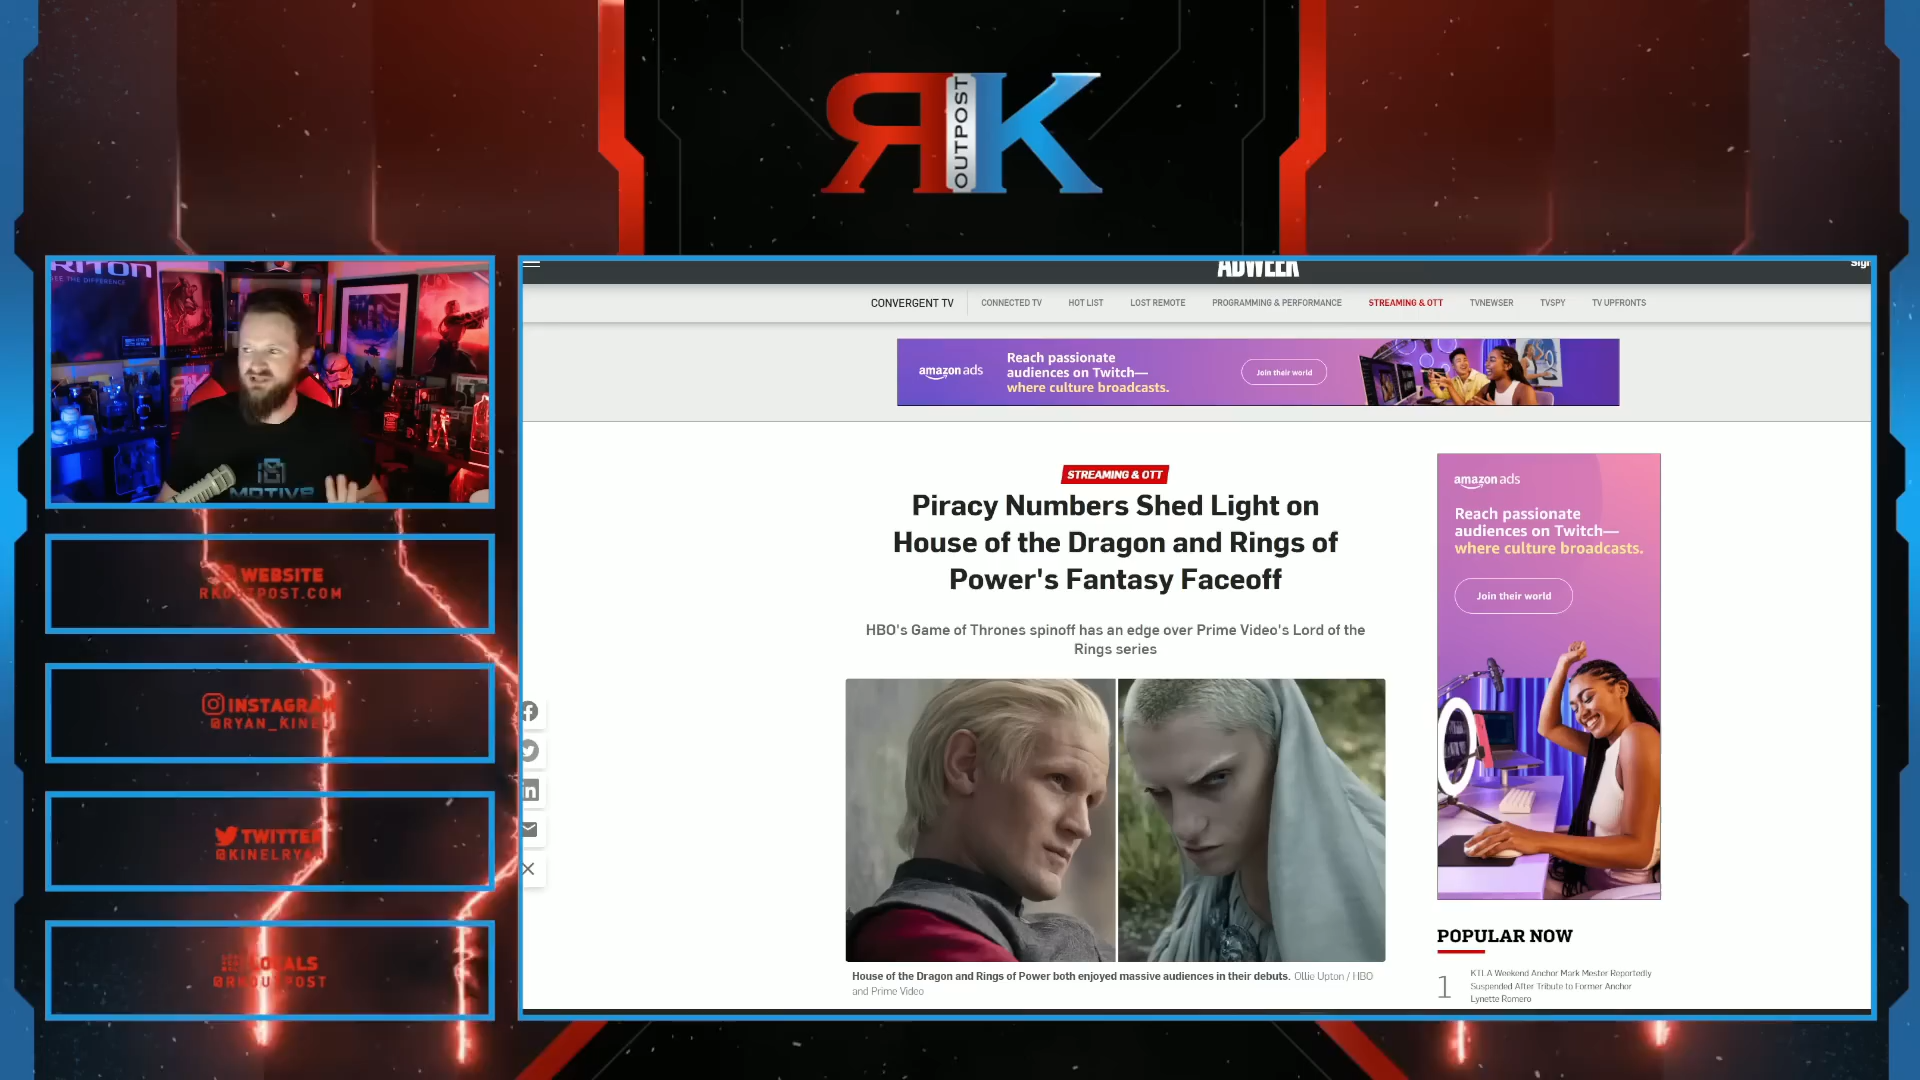 RK
OUTPOST
TRITON
SEE THE DIFFERENCE
MOTIVE
WEBSITE
RKOUTPOST.COM
INSTAGRAM
@RYAN_KINEL
TWITTER
@KINELRYAN
LOCALS
@RKOUTPOST
ADWEEK
Sign
CONVERGENT TV
CONNECTED TV
HOT LIST
LOST REMOTE
PROGRAMMING & PERFORMANCE
STREAMING & OTT
TVNEWSER
TVSPY
TV UPFRONTS
amazon ads
Reach passionate
audiences on Twitch—
where culture broadcasts.
Join their world
STREAMING & OTT
Piracy Numbers Shed Light on
House of the Dragon and Rings of
Power's Fantasy Faceoff
HBO's Game of Thrones spinoff has an edge over Prime Video's Lord of the
Rings series
House of the Dragon and Rings of Power both enjoyed massive audiences in their debuts. Ollie Upton / HBO
and Prime Video
amazon ads
Reach passionate
audiences on Twitch—
where culture broadcasts.
Join their world
POPULAR NOW
1
KTLA Weekend Anchor Mark Mester Reportedly
Suspended After Tribute to Former Anchor
Lynette Romero